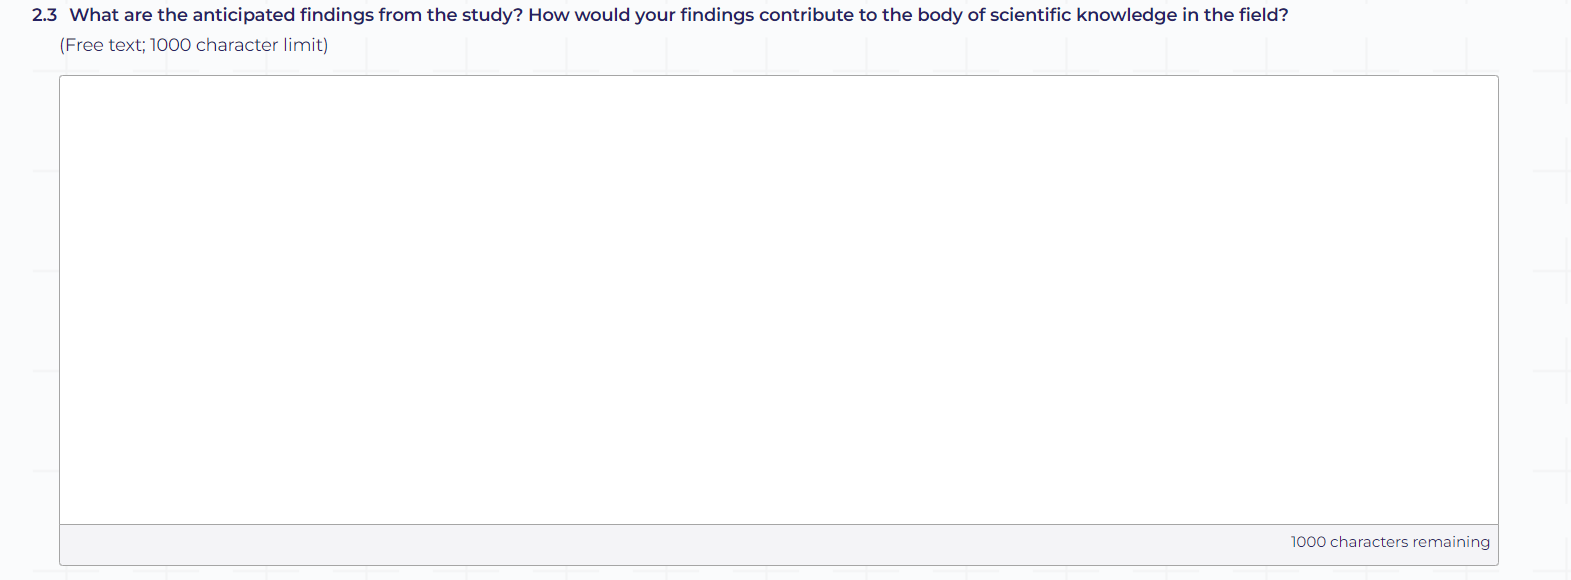 2.3 What are the anticipated findings from the study? How would your findings contribute to the body of scientific knowledge in the field?
(Free text; 1000 character limit)
1000 characters remaining